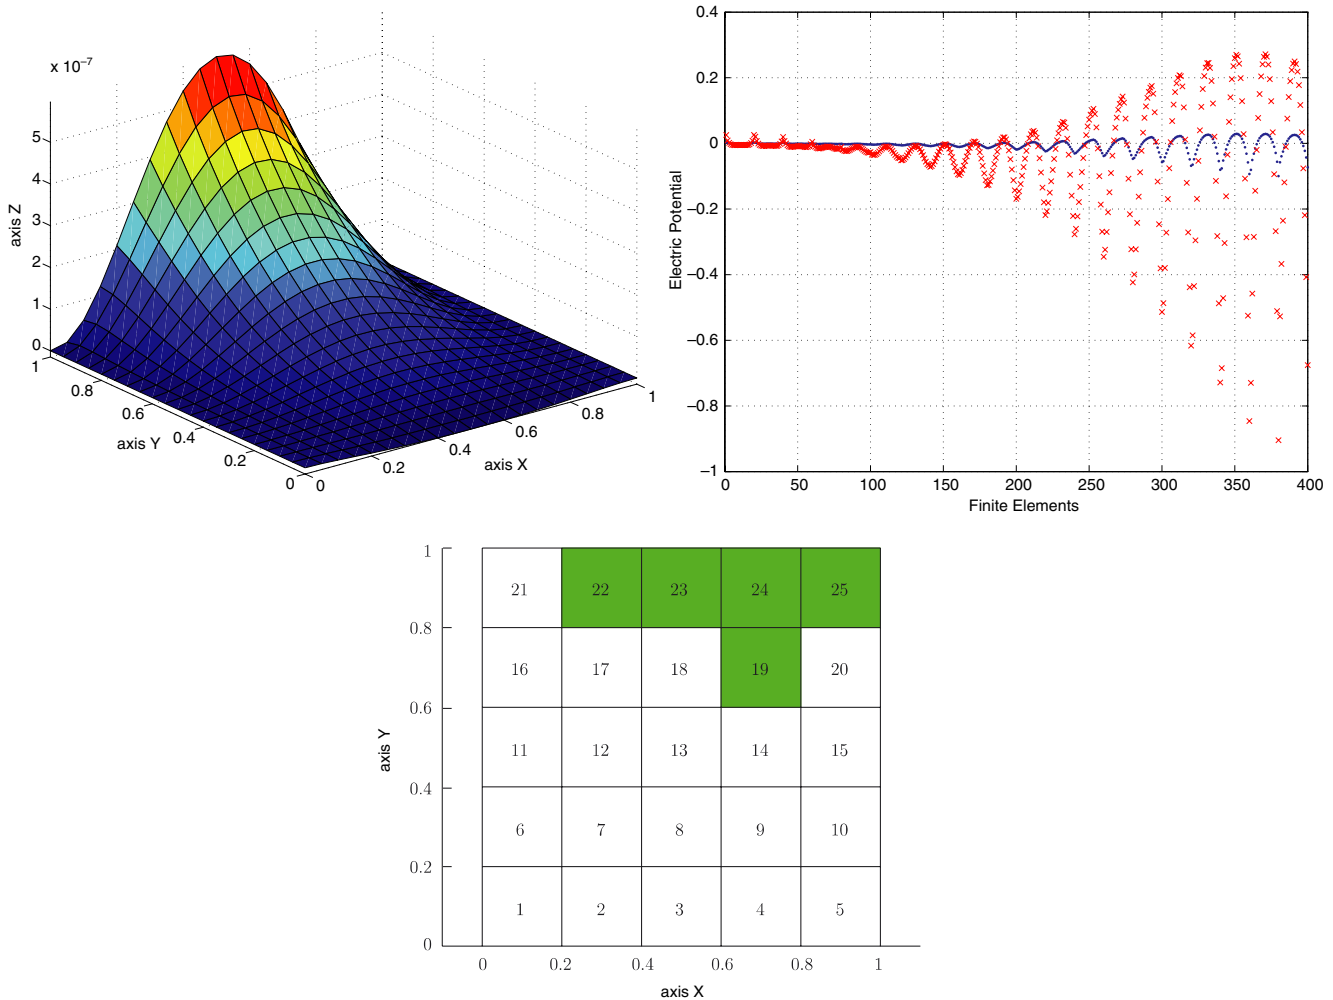 x 10⁻⁷
axis Z
5
4
3
2
1
0
1
0.8
0.6
0.4
0.2
0
axis Y
0
0.2
0.4
0.6
0.8
1
axis X
0.4
0.2
0
−0.2
−0.4
−0.6
−0.8
−1
Electric Potential
0 50 100 150 200 250 300 350 400
Finite Elements
1
0.8
0.6
0.4
0.2
0
axis Y
21 22 23 24 25
16 17 18 19 20
11 12 13 14 15
6 7 8 9 10
1 2 3 4 5
0 0.2 0.4 0.6 0.8 1
axis X